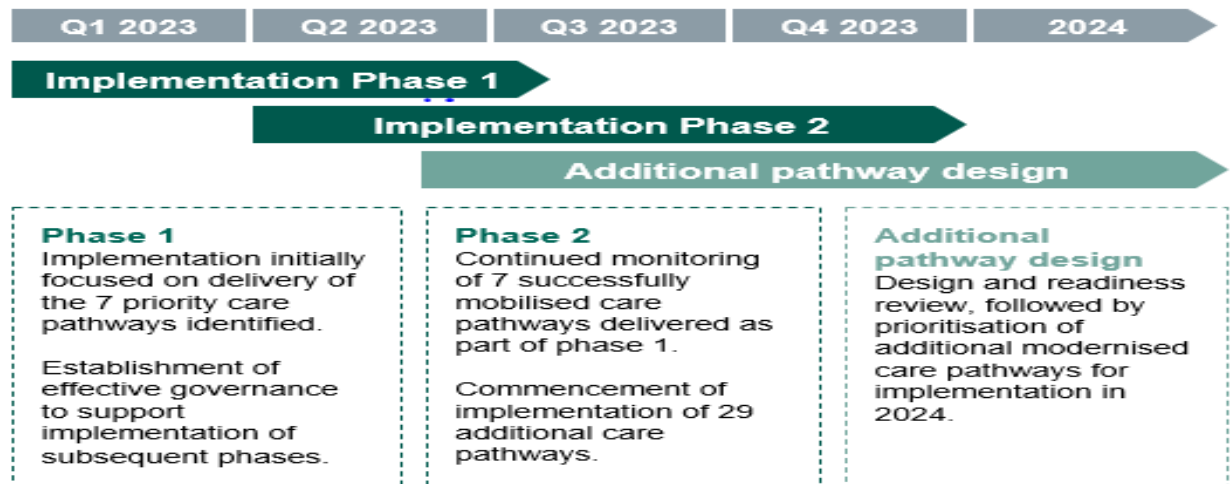 Q1 2023
Q2 2023
Q3 2023
Q4 2023
2024
Implementation Phase 1
Implementation Phase 2
Additional pathway design
Phase 1
Implementation initially
focused on delivery of
the 7 priority care
pathways identified.
Establishment of
effective governance
to support
implementation of
subsequent phases.
Phase 2
Continued monitoring
of 7 successfully
mobilised care
pathways delivered as
part of phase 1.
Commencement of
implementation of 29
additional care
pathways.
Additional
pathway design
Design and readiness
review, followed by
prioritisation of
additional modernised
care pathways for
implementation in
2024.